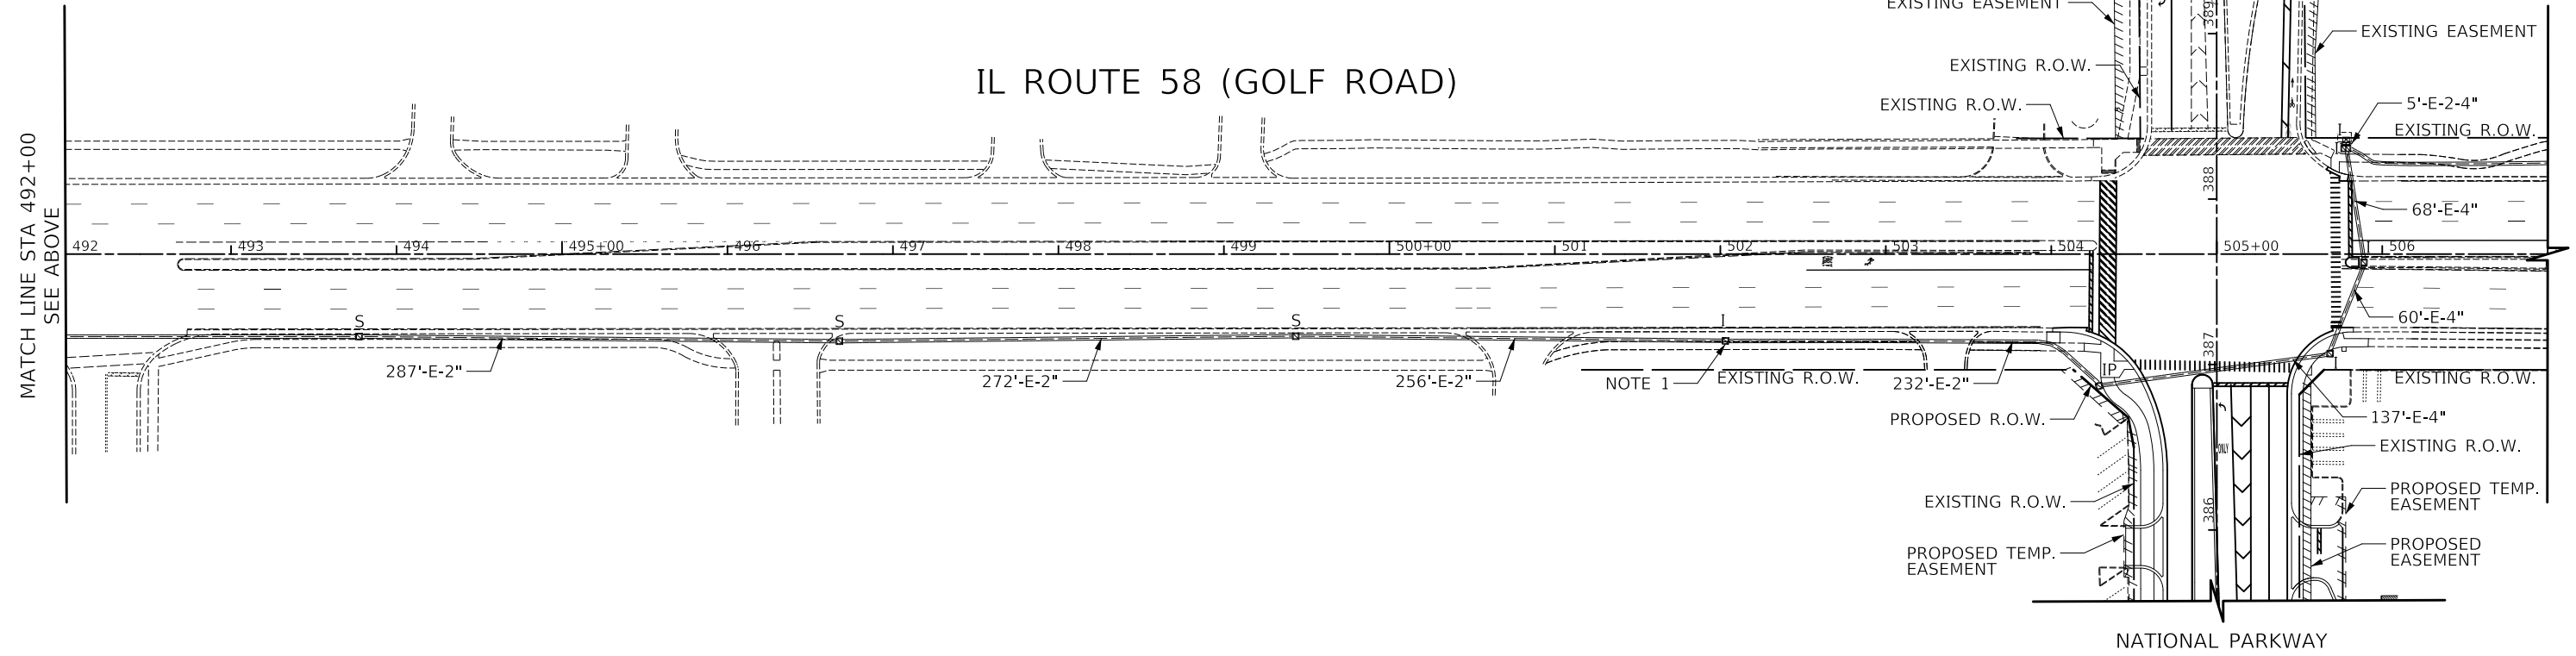 EXISTING EASEMENT
EXISTING EASEMENT
IL ROUTE 58 (GOLF ROAD)
EXISTING R.O.W.
EXISTING R.O.W.
5'-E-2-4"
EXISTING R.O.W.
I
389
388
MATCH LINE STA 492+00
SEE ABOVE
68'-E-4"
492
493
494
495+00
496
497
498
499
500+00
501
502
503
504
505+00
506
I
ONLY
S
S
S
I
60'-E-4"
387
287'-E-2"
272'-E-2"
256'-E-2"
NOTE 1
EXISTING R.O.W.
232'-E-2"
IP
I
EXISTING R.O.W.
PROPOSED R.O.W.
137'-E-4"
ONLY
EXISTING R.O.W.
PROPOSED TEMP.
EASEMENT
EXISTING R.O.W.
386
PROPOSED TEMP.
EASEMENT
PROPOSED
EASEMENT
NATIONAL PARKWAY